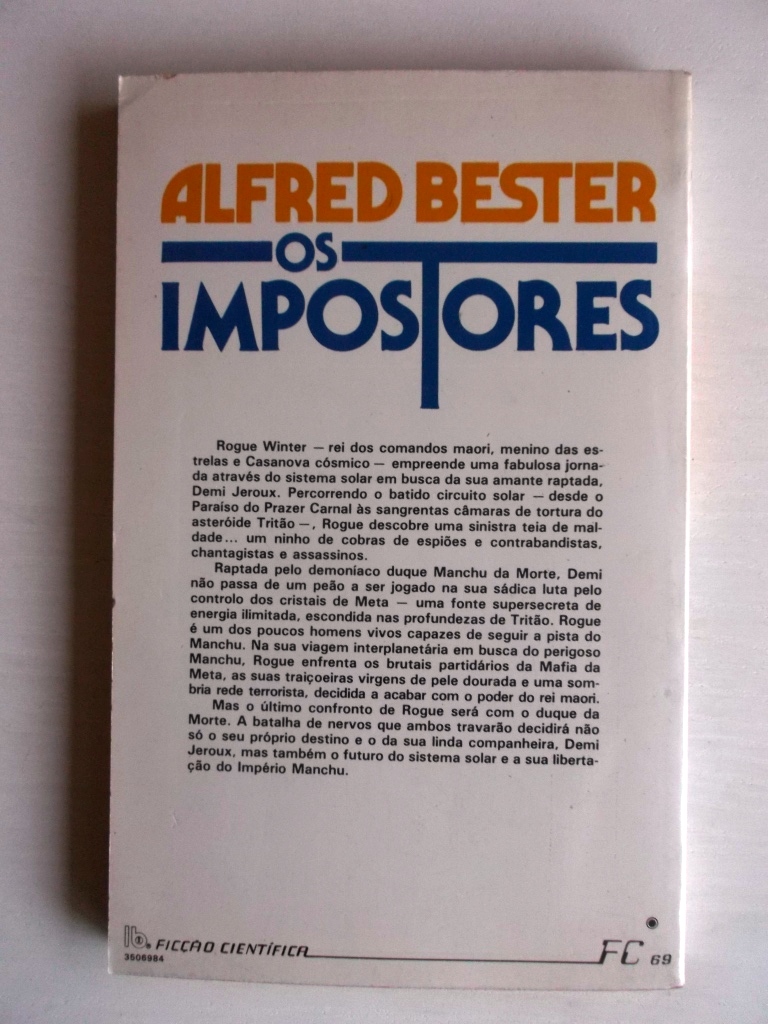 ALFRED BESTER
OS
IMPOSTORES
Rogue Winter — rei dos comandos maori, menino das es-
trelas e Casanova cósmico — empreende uma fabulosa jorna-
da através do sistema solar em busca da sua amante raptada,
Demi Jeroux. Percorrendo o batido circuito solar — desde o
Paraíso do Prazer Carnal às sangrentas câmaras de tortura do
asteróide Tritão —, Rogue descobre uma sinistra teia de mal-
dade... um ninho de cobras de espiões e contrabandistas,
chantagistas e assassinos.
Raptada pelo demoníaco duque Manchu da Morte, Demi
não passa de um peão a ser jogado na sua sádica luta pelo
controlo dos cristais de Meta — uma fonte supersecreta de
energia ilimitada, escondida nas profundezas de Tritão. Rogue
é um dos poucos homens vivos capazes de seguir a pista do
Manchu. Na sua viagem interplanetária em busca do perigoso
Manchu, Rogue enfrenta os brutais partidários da Mafia da
Meta, as suas traiçoeiras virgens de pele dourada e uma som-
bria rede terrorista, decidida a acabar com o poder do rei maori.
Mas o último confronto de Rogue será com o duque da
Morte. A batalha de nervos que ambos travarão decidirá não
só o seu próprio destino e o da sua linda companheira, Demi
Jeroux, mas também o futuro do sistema solar e a sua liberta-
ção do Império Manchu.
FICÇÃO CIENTÍFICA FC 69
3606984